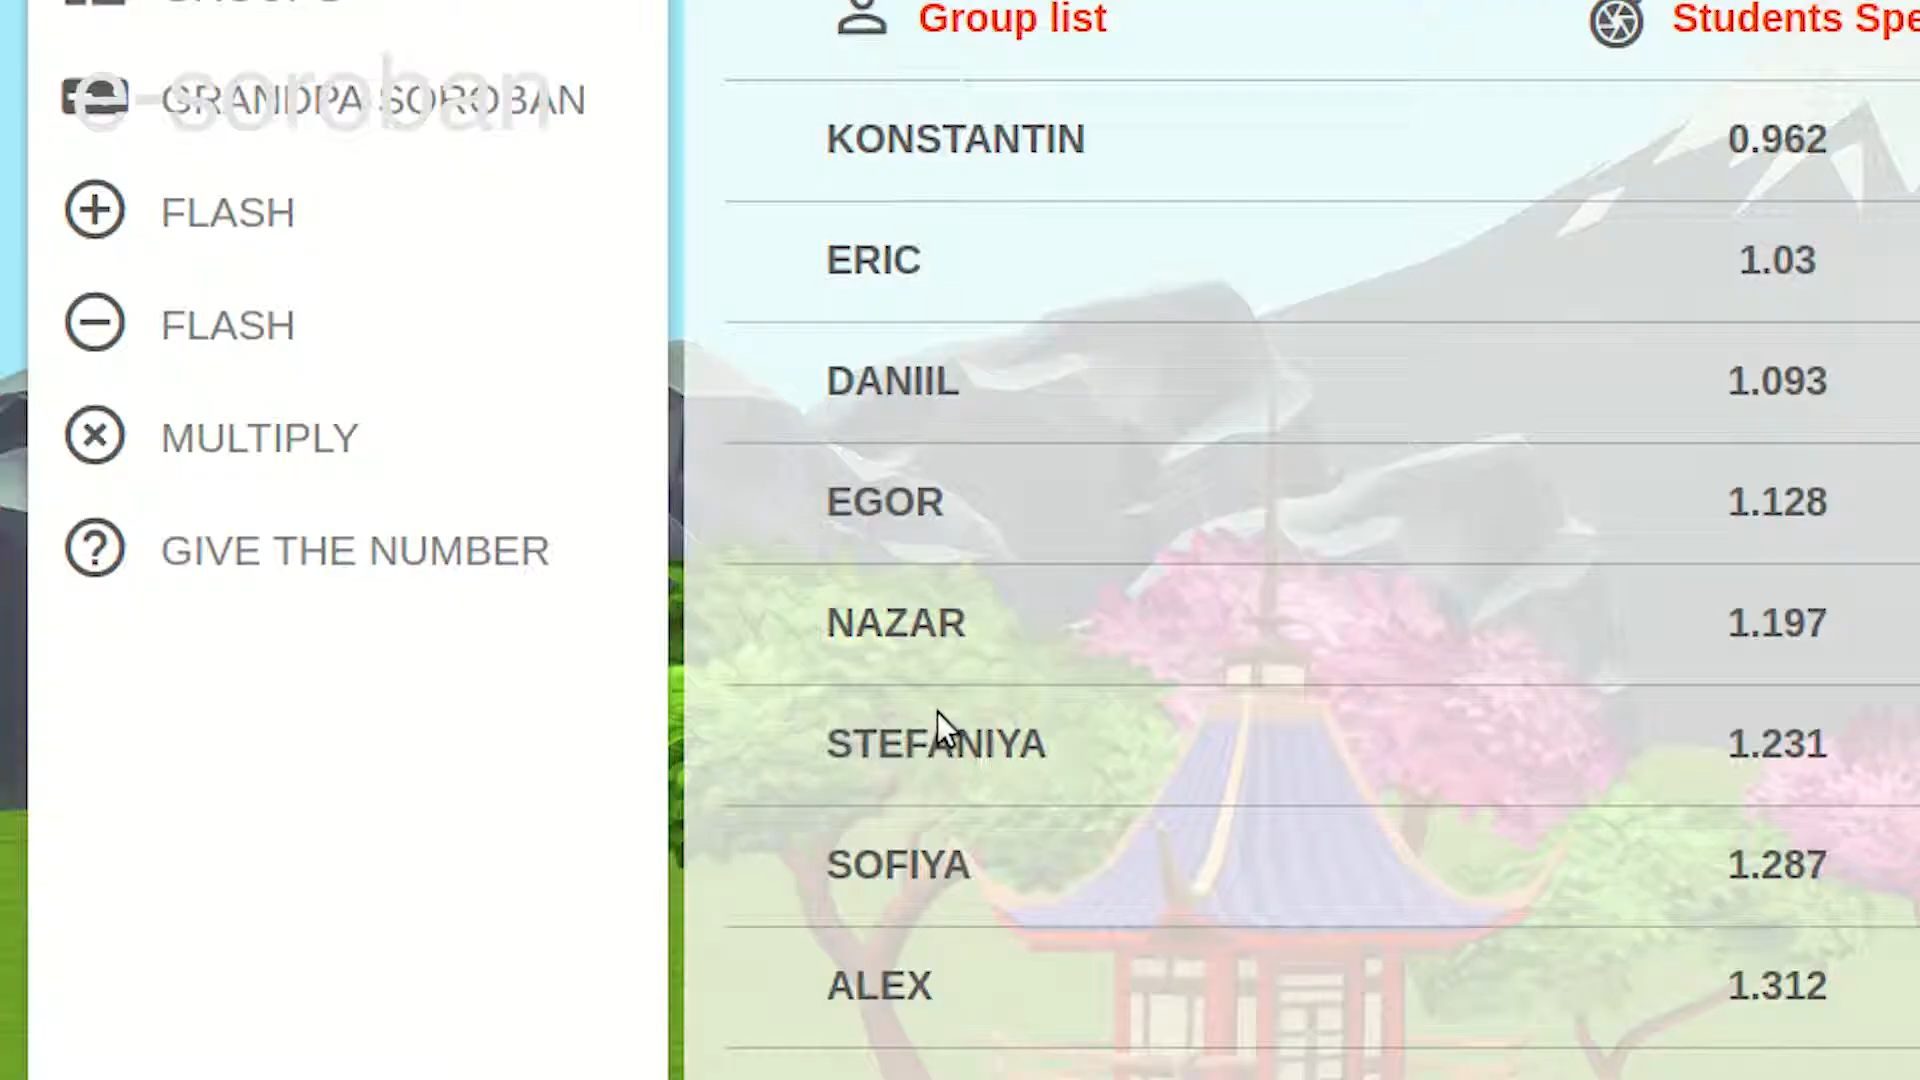 Group list
Students Spe
e-soroban
GRANDPA SOROBAN
FLASH
FLASH
MULTIPLY
GIVE THE NUMBER
KONSTANTIN 0.962
ERIC 1.03
DANIIL 1.093
EGOR 1.128
NAZAR 1.197
STEFANIYA 1.231
SOFIYA 1.287
ALEX 1.312